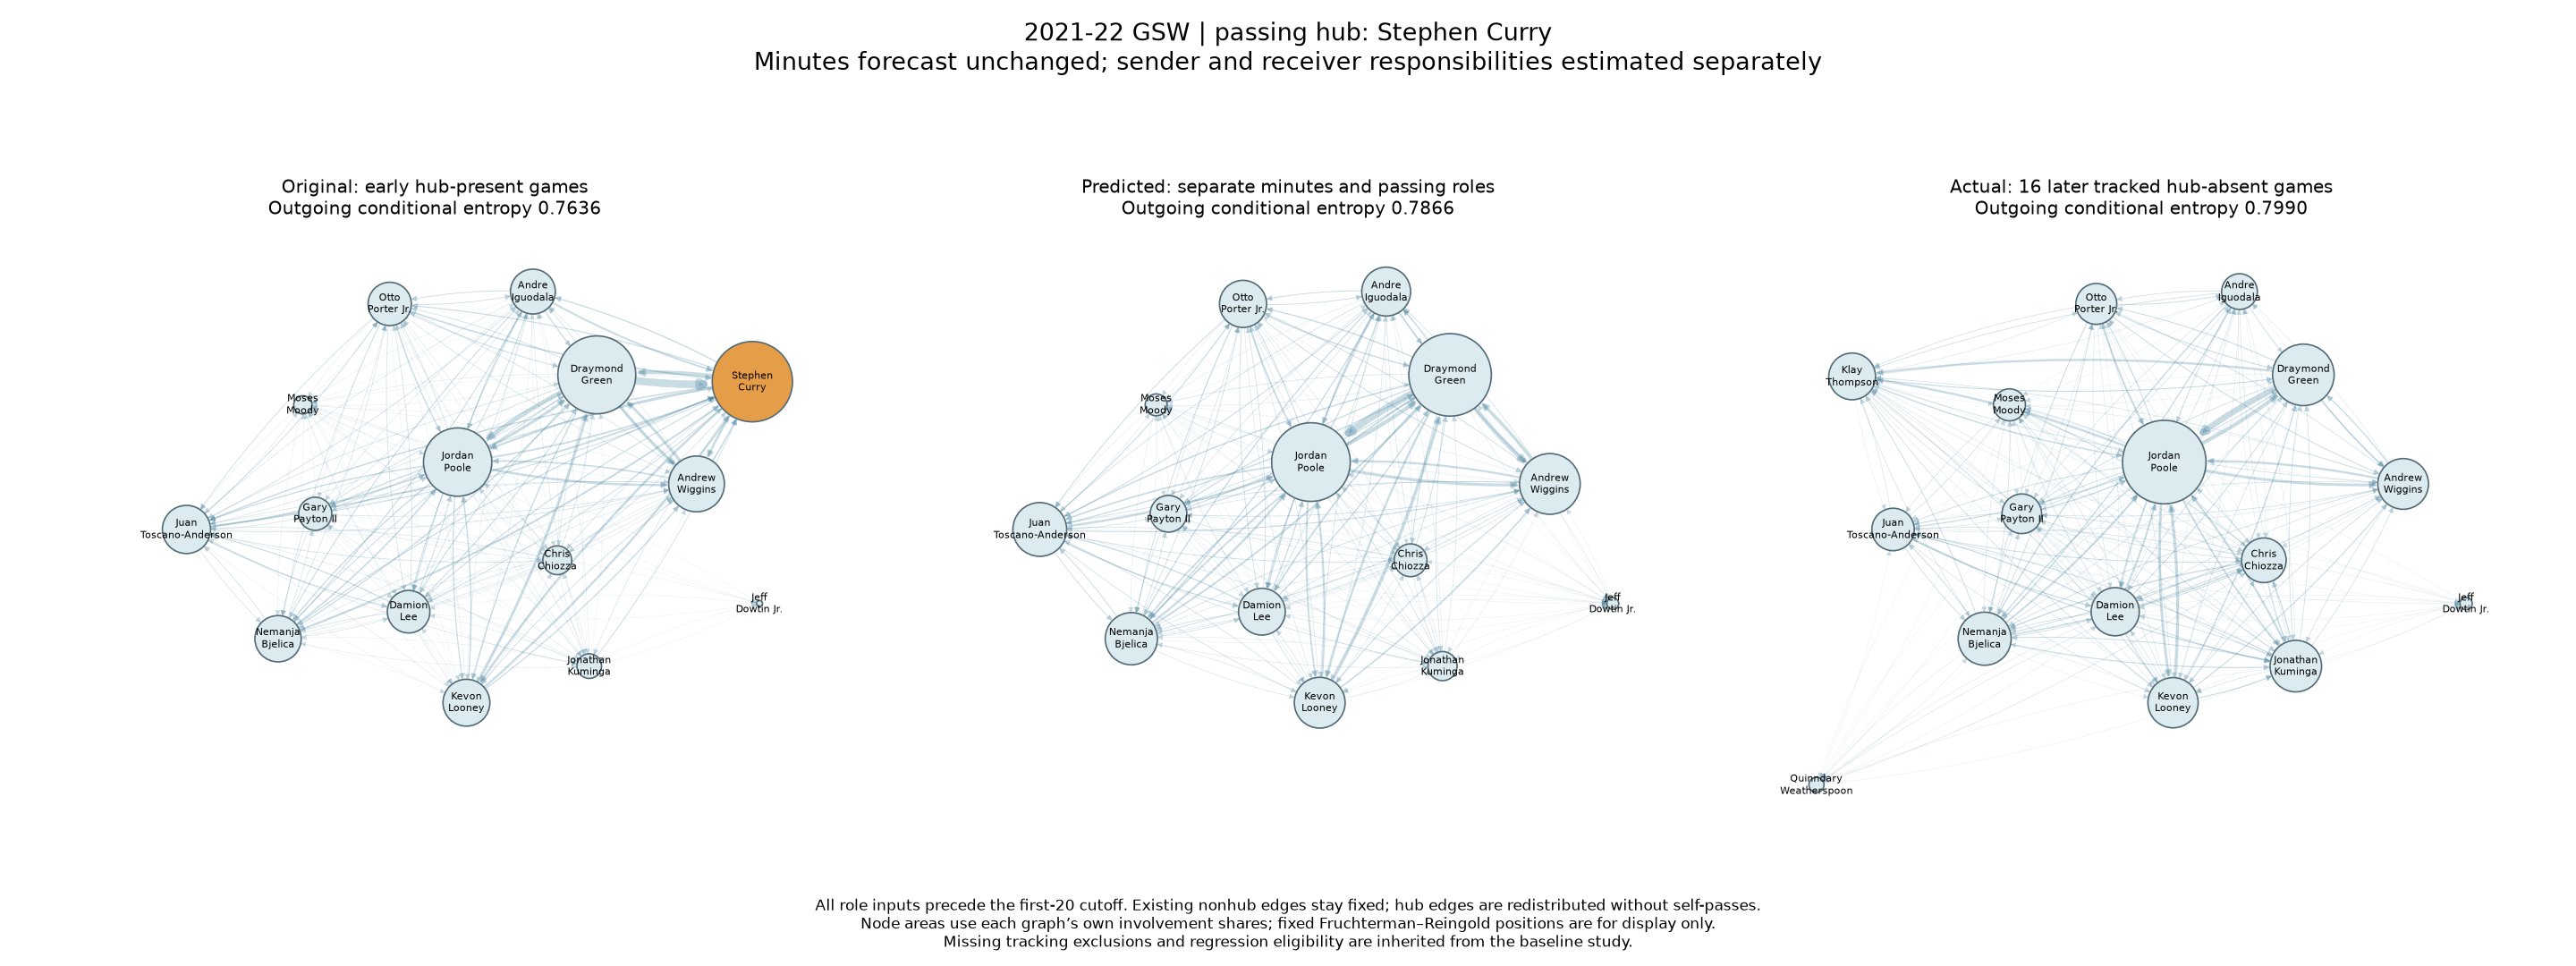 2021-22 GSW | passing hub: Stephen Curry
Minutes forecast unchanged; sender and receiver responsibilities estimated separately
Original: early hub-present games
Outgoing conditional entropy 0.7636
Otto
Porter Jr.
Andre
Iguodala
Draymond
Green
Stephen
Curry
Moses
Moody
Jordan
Poole
Andrew
Wiggins
Gary
Payton II
Juan
Toscano-Anderson
Chris
Chiozza
Jeff
Dowtin Jr.
Damion
Lee
Nemanja
Bjelica
Jonathan
Kuminga
Kevon
Looney
Predicted: separate minutes and passing roles
Outgoing conditional entropy 0.7866
Otto
Porter Jr.
Andre
Iguodala
Draymond
Green
Moses
Moody
Jordan
Poole
Andrew
Wiggins
Gary
Payton II
Juan
Toscano-Anderson
Chris
Chiozza
Jeff
Dowtin Jr.
Damion
Lee
Nemanja
Bjelica
Jonathan
Kuminga
Kevon
Looney
Actual: 16 later tracked hub-absent games
Outgoing conditional entropy 0.7990
Andre
Iguodala
Otto
Porter Jr.
Klay
Thompson
Draymond
Green
Moses
Moody
Jordan
Poole
Andrew
Wiggins
Gary
Payton II
Juan
Toscano-Anderson
Chris
Chiozza
Jeff
Dowtin Jr.
Damion
Lee
Nemanja
Bjelica
Jonathan
Kuminga
Kevon
Looney
Quinndary
Weatherspoon
All role inputs precede the first-20 cutoff. Existing nonhub edges stay fixed; hub edges are redistributed without self-passes.
Node areas use each graph’s own involvement shares; fixed Fruchterman–Reingold positions are for display only.
Missing tracking exclusions and regression eligibility are inherited from the baseline study.